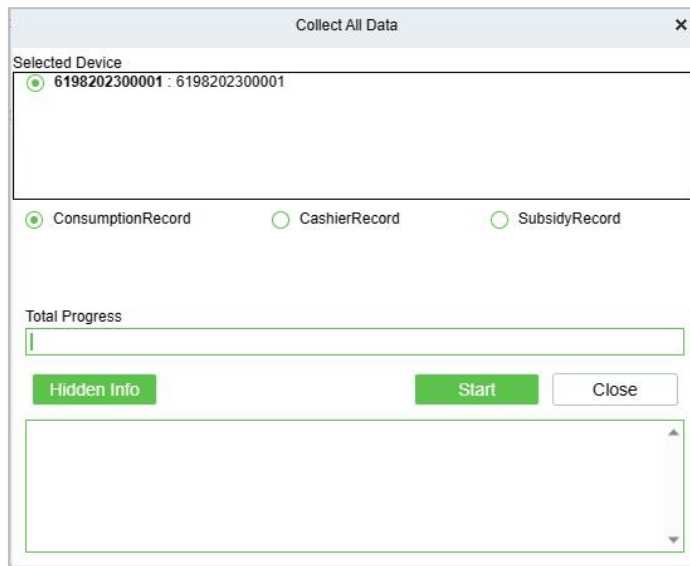 Collect All Data
Selected Device
6198202300001 : 6198202300001
ConsumptionRecord CashierRecord SubsidyRecord
Total Progress
Hidden Info Start Close